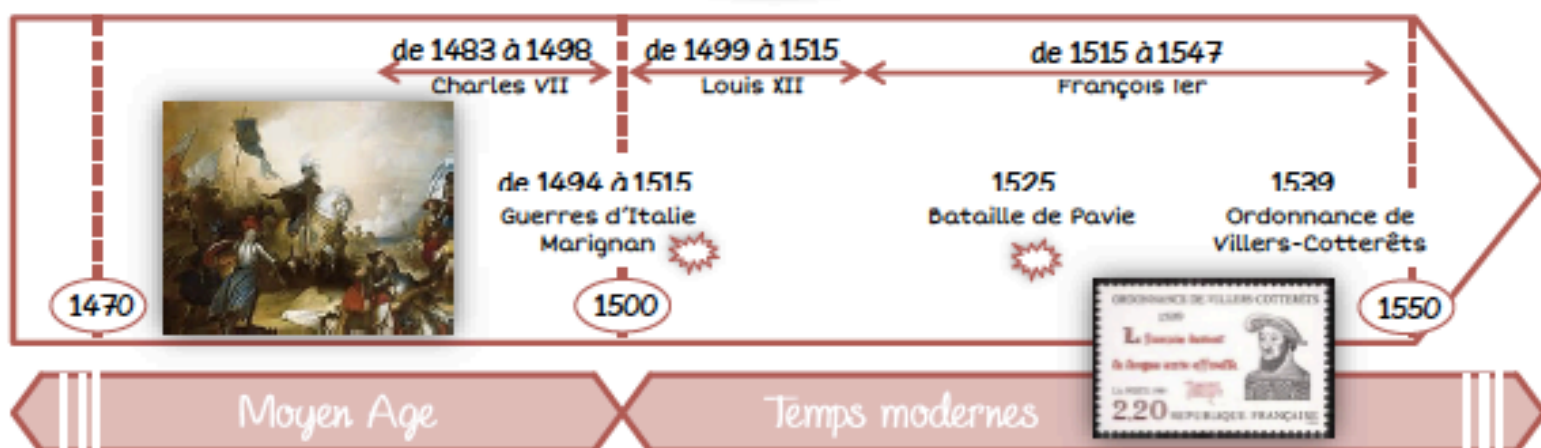 de 1483 à 1498
Charles VII
de 1499 à 1515
Louis XII
de 1515 à 1547
François Ier
de 1494 à 1515
Guerres d'Italie
Marignan
1525
Bataille de Pavie
1539
Ordonnance de
Villers-Cotterêts
1470
1500
1550
ORDONNANCE DE VILLERS-COTTERÊTS
1539
2,20 REPUBLIQUE FRANÇAISE
Moyen Age
Temps modernes